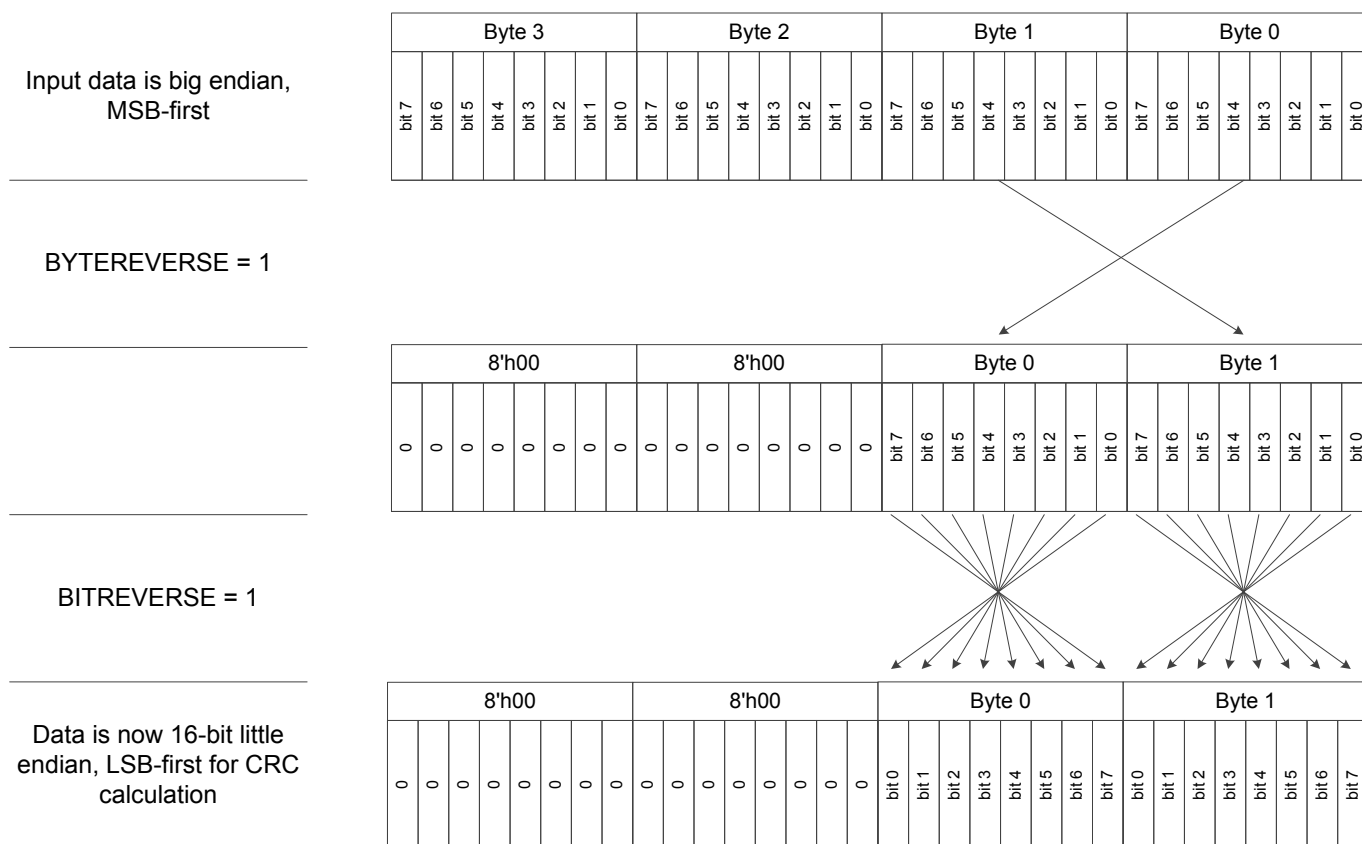 Byte 3 Byte 2 Byte 1 Byte 0
Input data is big endian,
MSB-first
bit 7 bit 6 bit 5 bit 4 bit 3 bit 2 bit 1 bit 0 bit 7 bit 6 bit 5 bit 4 bit 3 bit 2 bit 1 bit 0 bit 7 bit 6 bit 5 bit 4 bit 3 bit 2 bit 1 bit 0 bit 7 bit 6 bit 5 bit 4 bit 3 bit 2 bit 1 bit 0
BYTEREVERSE = 1
8'h00 8'h00 Byte 0 Byte 1
0 0 0 0 0 0 0 0 0 0 0 0 0 0 0 0 bit 7 bit 6 bit 5 bit 4 bit 3 bit 2 bit 1 bit 0 bit 7 bit 6 bit 5 bit 4 bit 3 bit 2 bit 1 bit 0
BITREVERSE = 1
8'h00 8'h00 Byte 0 Byte 1
Data is now 16-bit little
endian, LSB-first for CRC
calculation
0 0 0 0 0 0 0 0 0 0 0 0 0 0 0 0 bit 0 bit 1 bit 2 bit 3 bit 4 bit 5 bit 6 bit 7 bit 0 bit 1 bit 2 bit 3 bit 4 bit 5 bit 6 bit 7